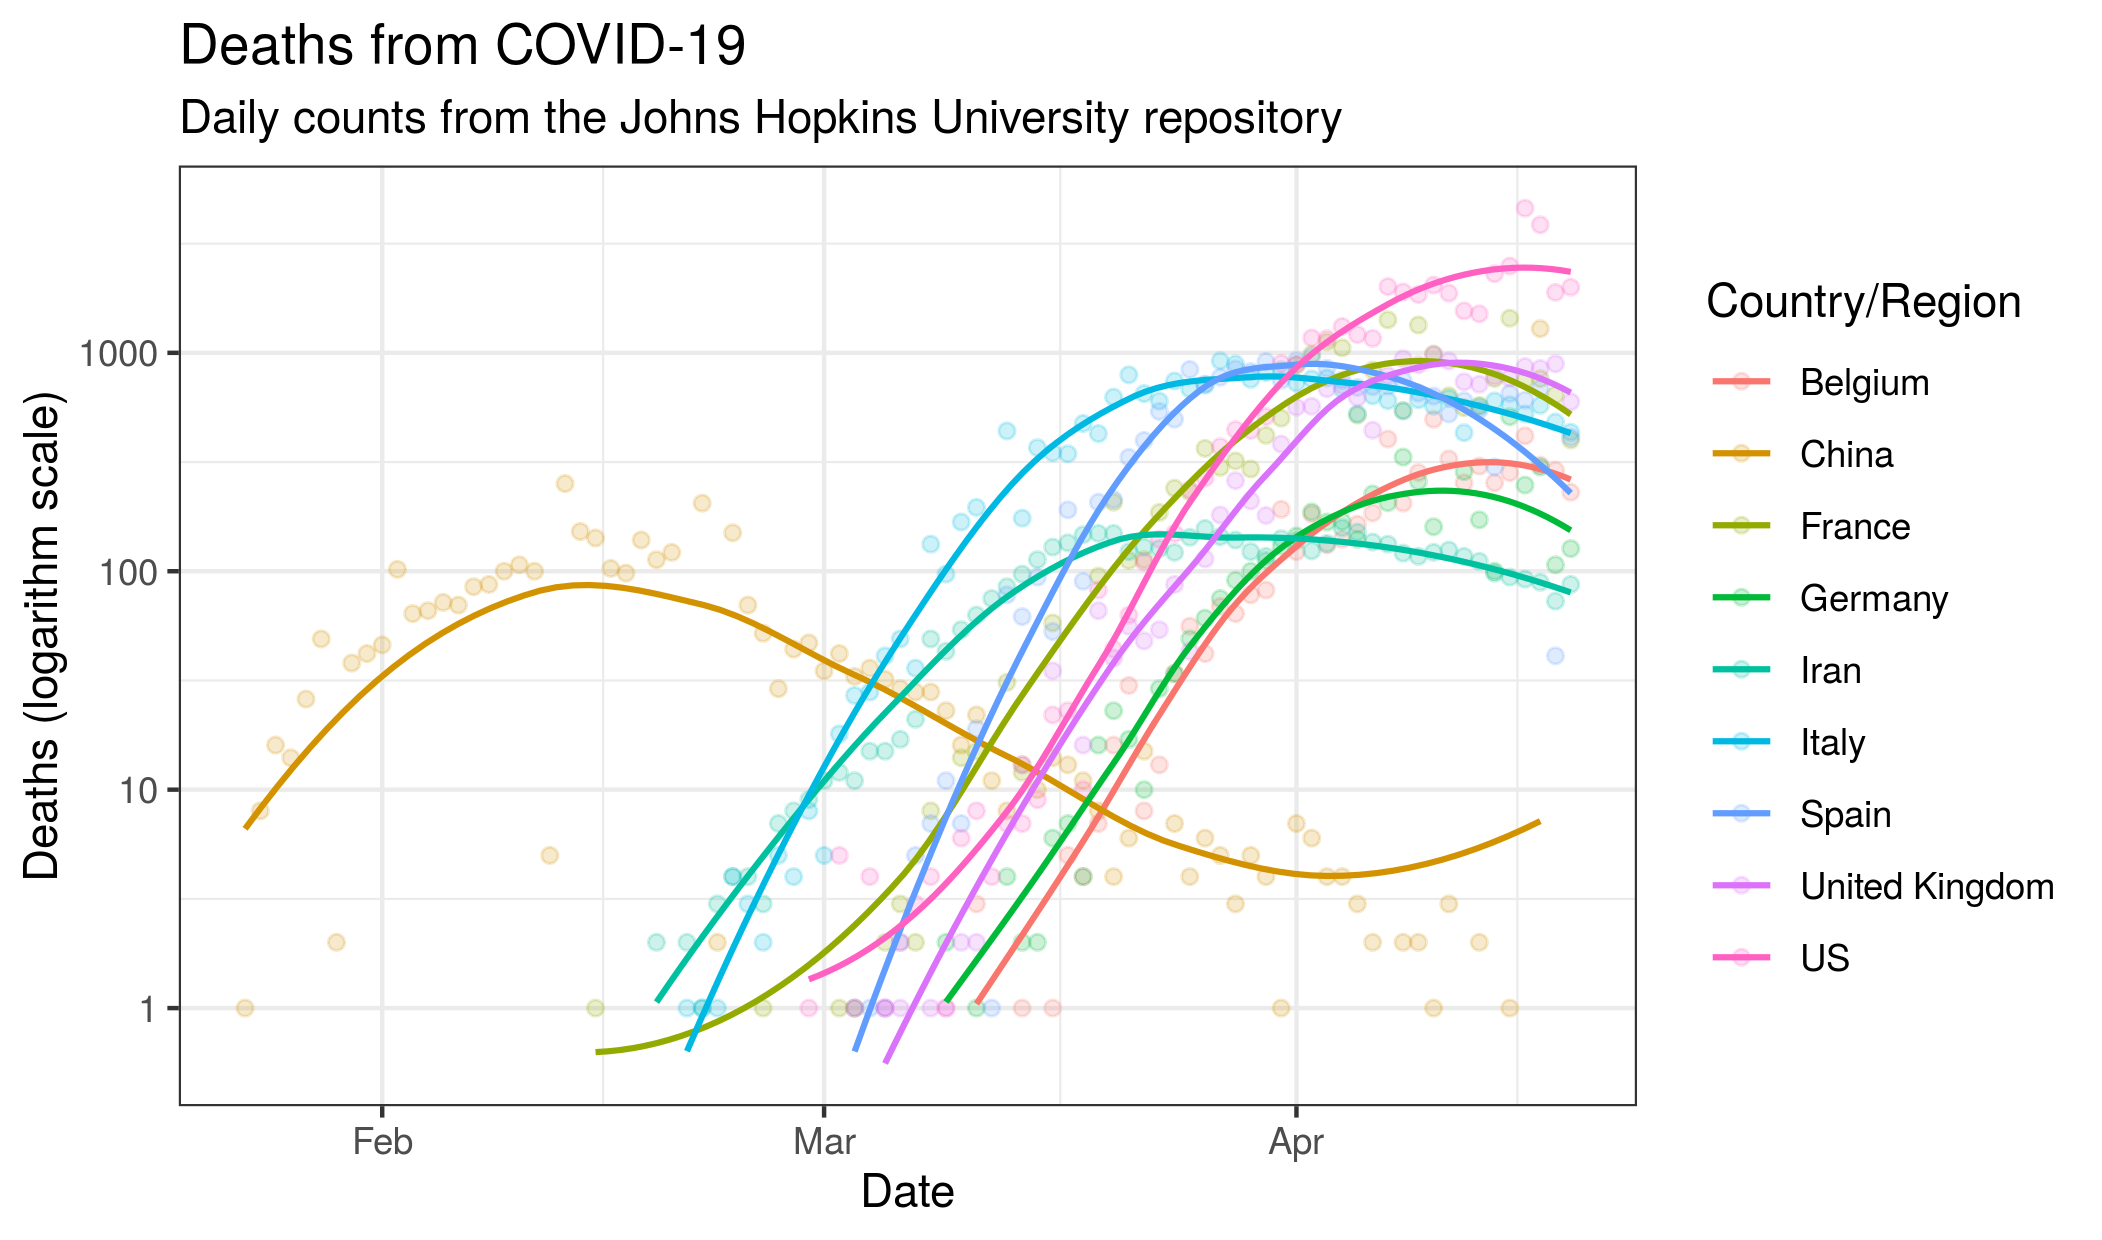 Deaths from COVID-19
Daily counts from the Johns Hopkins University repository
Deaths (logarithm scale)
1000
100
10
1
Feb
Mar
Apr
Date
Country/Region
Belgium
China
France
Germany
Iran
Italy
Spain
United Kingdom
US